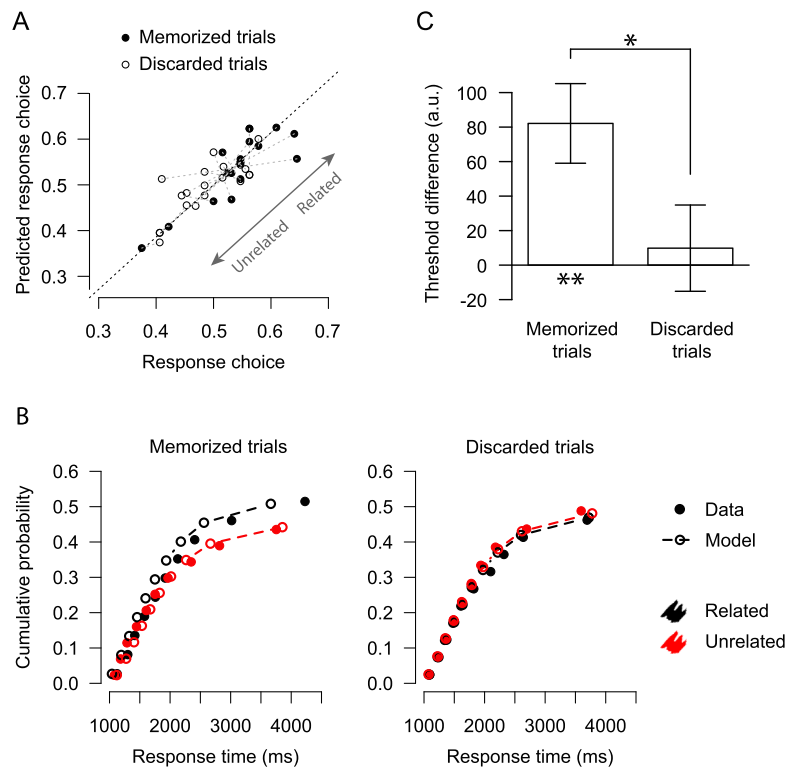 A
Memorized trials
Discarded trials
Predicted response choice
0.7
0.6
0.5
0.4
0.3
0.3 0.4 0.5 0.6 0.7
Response choice
Unrelated Related
C
*
Threshold difference (a.u.)
100
80
60
40
20
0
-20
**
Memorized
trials
Discarded
trials
B
Memorized trials
Cumulative probability
0.6
0.5
0.4
0.3
0.2
0.1
0.0
1000 2000 3000 4000
Response time (ms)
Discarded trials
0.6
0.5
0.4
0.3
0.2
0.1
0.0
1000 2000 3000 4000
Response time (ms)
Data
Model
Related
Unrelated